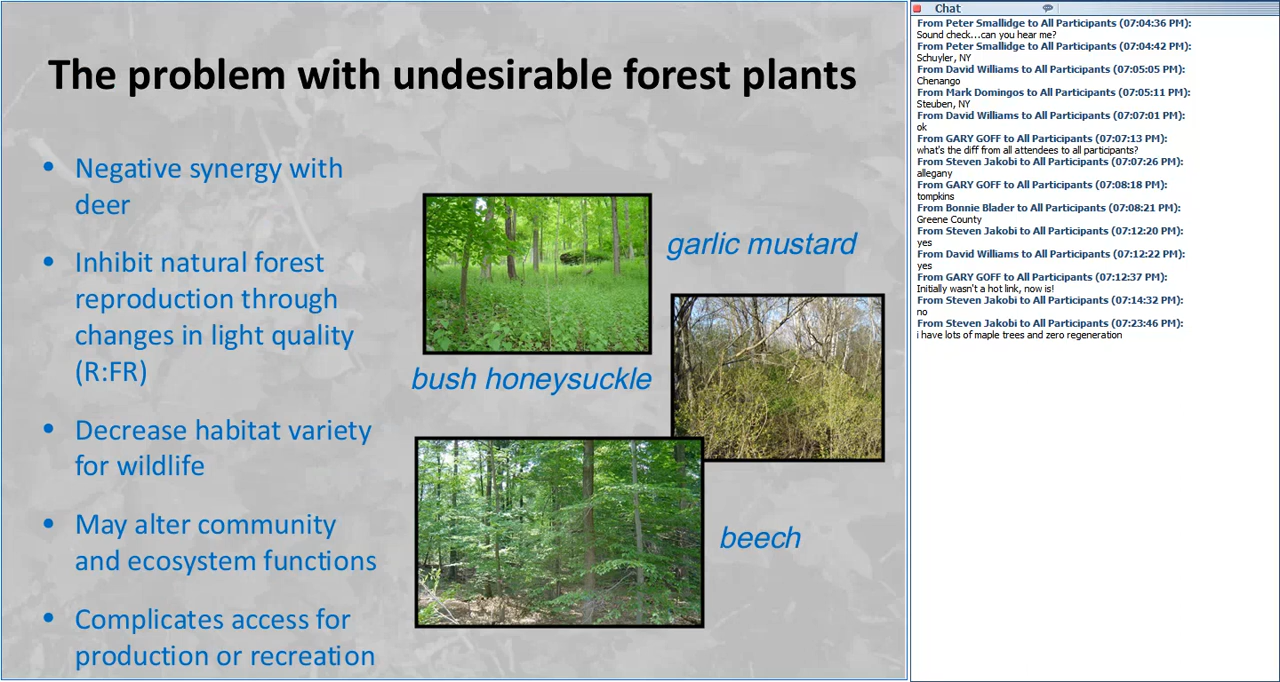 The problem with undesirable forest plants
• Negative synergy with
deer
• Inhibit natural forest
reproduction through
changes in light quality
(R:FR)
• Decrease habitat variety
for wildlife
• May alter community
and ecosystem functions
• Complicates access for
production or recreation
garlic mustard
bush honeysuckle
beech
Chat
From Peter Smallidge to All Participants (07:04:36 PM):
Sound check...can you hear me?
From Peter Smallidge to All Participants (07:04:42 PM):
Schuyler, NY
From David Williams to All Participants (07:05:05 PM):
Chenango
From Mark Domingos to All Participants (07:05:11 PM):
Steuben, NY
From David Williams to All Participants (07:07:01 PM):
ok
From GARY GOFF to All Participants (07:07:13 PM):
what's the diff from all attendees to all participants?
From Steven Jakobi to All Participants (07:07:26 PM):
allegany
From GARY GOFF to All Participants (07:08:18 PM):
tompkins
From Bonnie Blader to All Participants (07:08:21 PM):
Greene County
From Steven Jakobi to All Participants (07:12:20 PM):
yes
From David Williams to All Participants (07:12:22 PM):
yes
From GARY GOFF to All Participants (07:12:37 PM):
Initially wasn't a hot link, now is!
From Steven Jakobi to All Participants (07:14:32 PM):
no
From Steven Jakobi to All Participants (07:23:46 PM):
i have lots of maple trees and zero regeneration